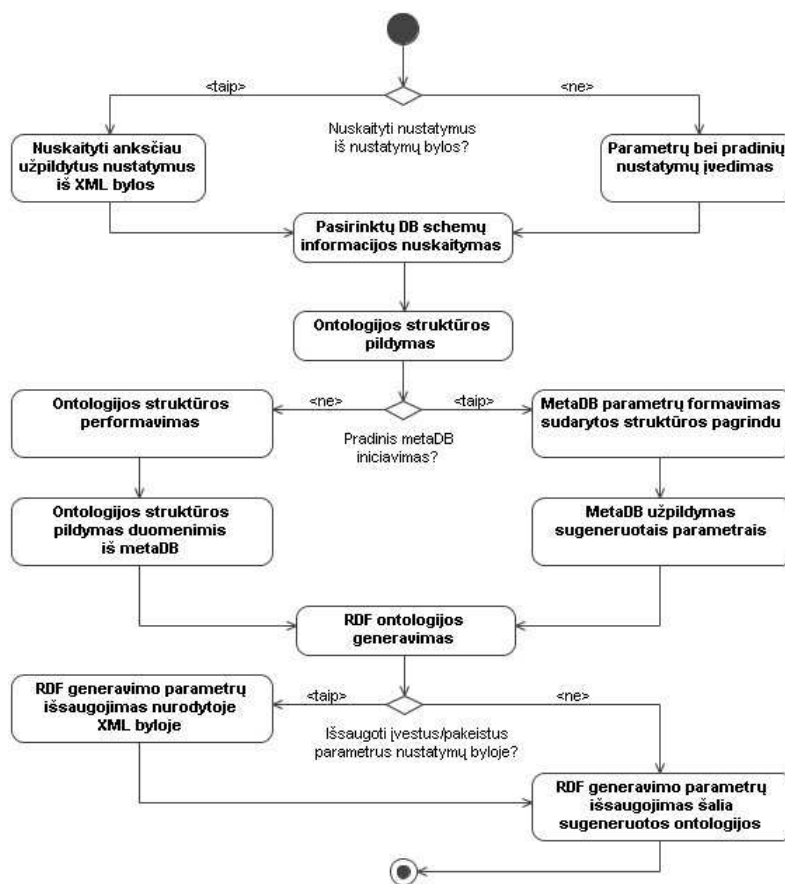 <taip>
<ne>
Nuskaityti nustatymus
iš nustatymų bylos?
Nuskaityti anksčiau
užpildytus nustatymus
iš XML bylos
Parametrų bei pradinių
nustatymų įvedimas
Pasirinktų DB schemų
informacijos nuskaitymas
Ontologijos struktūros
pildymas
<ne>
<taip>
Pradinis metaDB
iniciavimas?
Ontologijos struktūros
performavimas
MetaDB parametrų formavimas
sudarytos struktūros pagrindu
Ontologijos struktūros
pildymas duomenimis
iš metaDB
MetaDB užpildymas
sugeneruotais parametrais
RDF ontologijos
generavimas
<taip>
<ne>
RDF generavimo parametrų
išsaugojimas nurodytoje
XML byloje
Išsaugoti įvestus/pakeistus
parametrus nustatymų byloje?
RDF generavimo parametrų
išsaugojimas šalia
sugeneruotos ontologijos